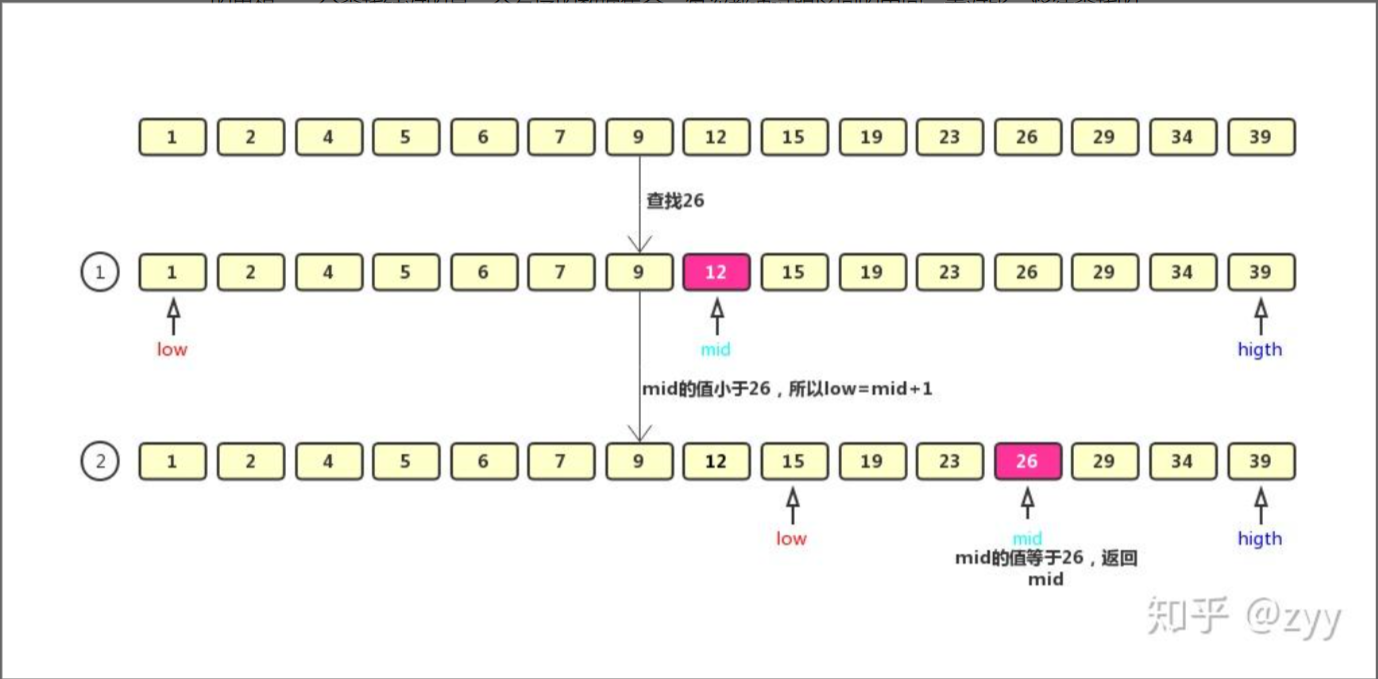 1 2 4 5 6 7 9 12 15 19 23 26 29 34 39
查找26
1 1 2 4 5 6 7 9 12 15 19 23 26 29 34 39
low mid higth
mid的值小于26，所以low=mid+1
2 1 2 4 5 6 7 9 12 15 19 23 26 29 34 39
low mid higth
mid的值等于26，返回
mid
知乎 @zyy